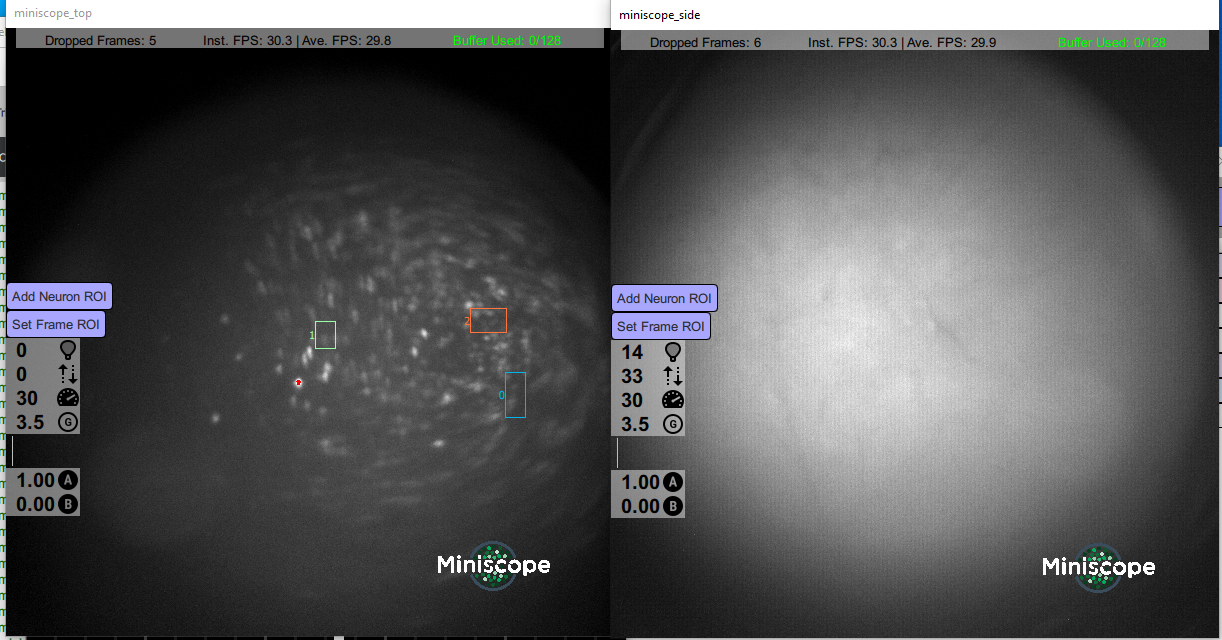 miniscope_top
Dropped Frames: 5 Inst. FPS: 30.3 | Ave. FPS: 29.8 Buffer Used: 0/128
Add Neuron ROI
Set Frame ROI
0
0
30
3.5 G
1.00 A
0.00 B
1
2
0
Miniscope
miniscope_side
Dropped Frames: 6 Inst. FPS: 30.3 | Ave. FPS: 29.9 Buffer Used: 0/128
Add Neuron ROI
Set Frame ROI
14
33
30
3.5 G
1.00 A
0.00 B
Miniscope